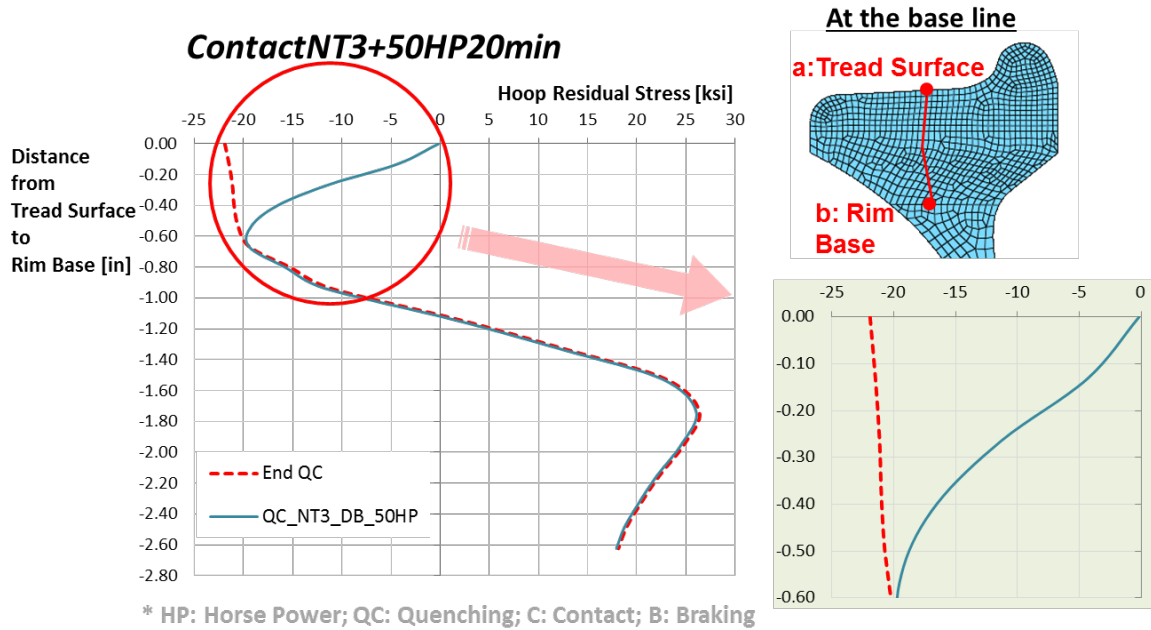 At the base line
ContactNT3+50HP20min
a:Tread Surface
Hoop Residual Stress [ksi]
-25 -20 -15 -10 -5 0 5 10 15 20 25 30
Distance
from
Tread Surface
to
Rim Base [in]
0.00
-0.20
-0.40
-0.60
-0.80
-1.00
-1.20
-1.40
-1.60
-1.80
-2.00
-2.20
-2.40
-2.60
-2.80
End QC
QC_NT3_DB_50HP
b: Rim
Base
-25 -20 -15 -10 -5 0
0.00
-0.10
-0.20
-0.30
-0.40
-0.50
-0.60
* HP: Horse Power; QC: Quenching; C: Contact; B: Braking